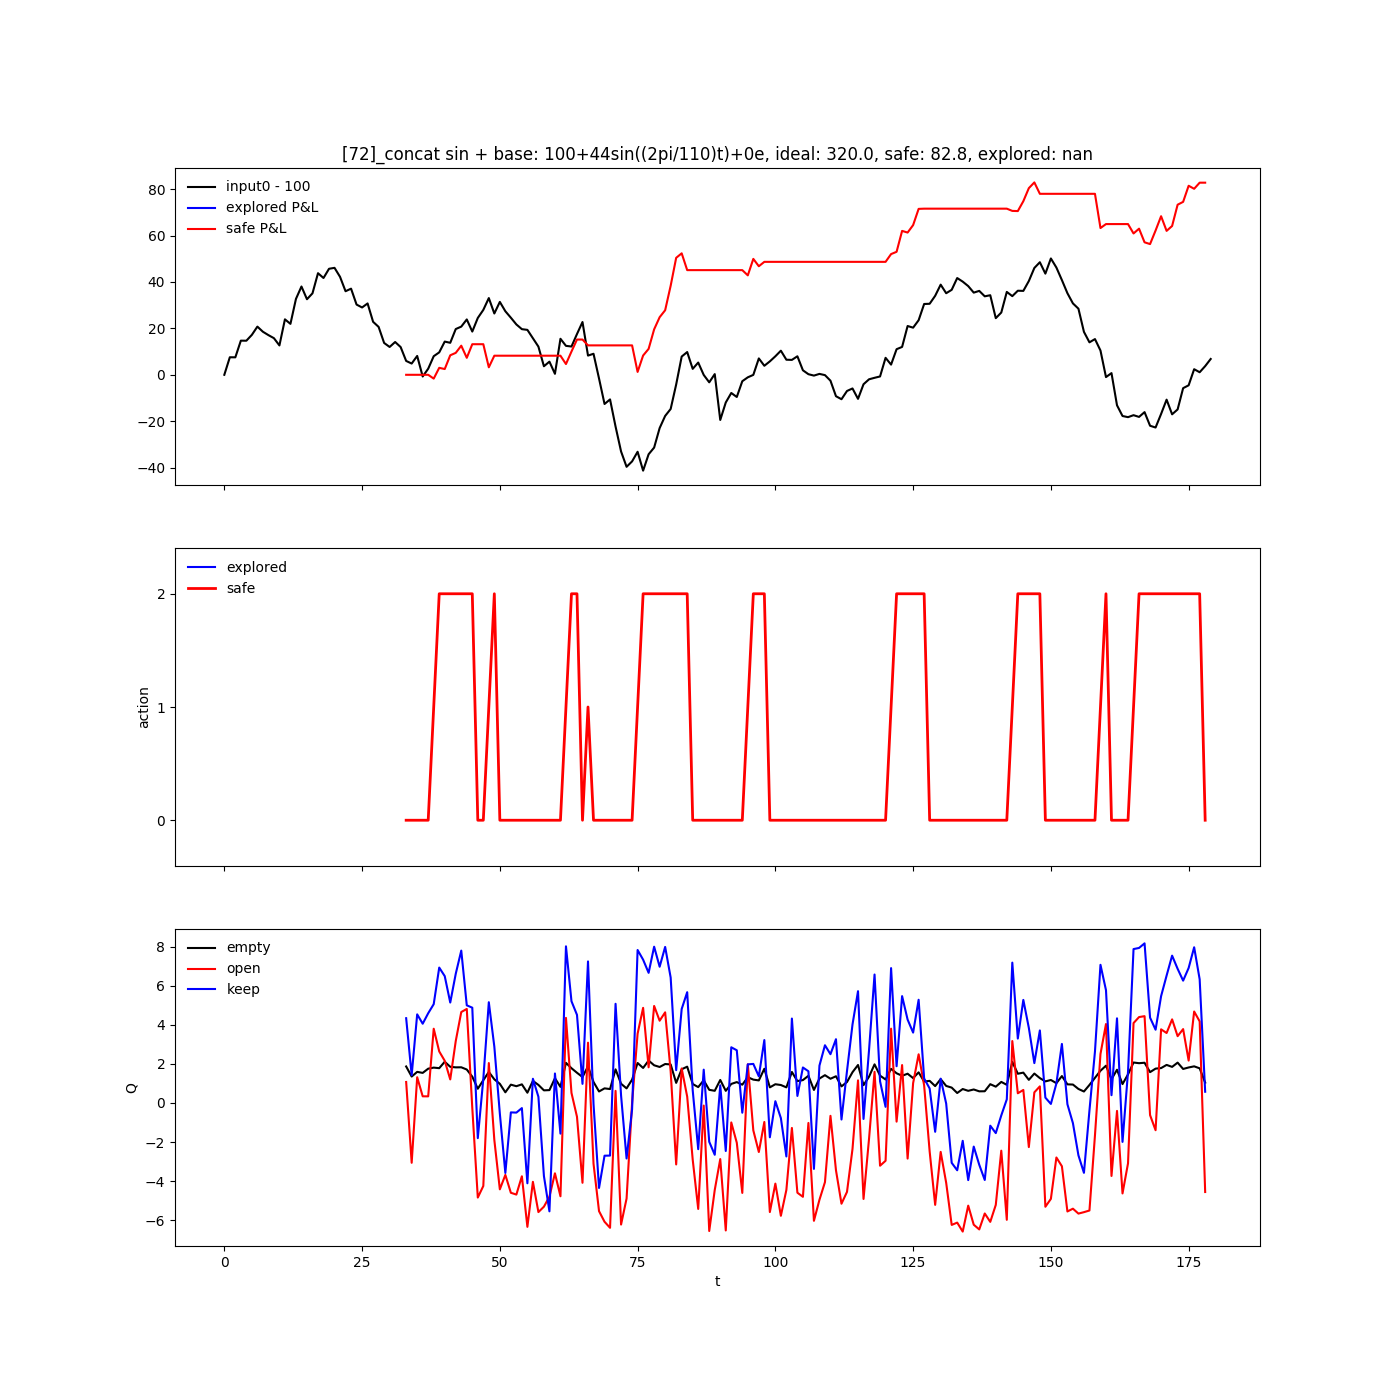 [72]_concat sin + base: 100+44sin((2pi/110)t)+0e, ideal: 320.0, safe: 82.8, explored: nan
input0 - 100
explored P&L
safe P&L
80
60
40
20
0
−20
−40
explored
safe
2
1
0
action
empty
open
keep
8
6
4
2
0
−2
−4
−6
Q
0 25 50 75 100 125 150 175
t